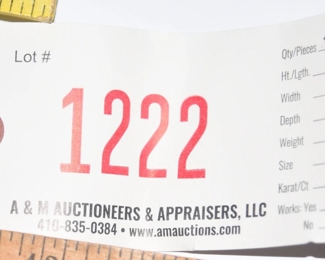 Lot #
1222
A & M AUCTIONEERS & APPRAISERS, LLC
410-835-0384 • www.amauctions.com
Qty/Pieces
Ht./Lgth.
Width
Depth
Weight
Size
Karat/Ct
Works: Yes
No